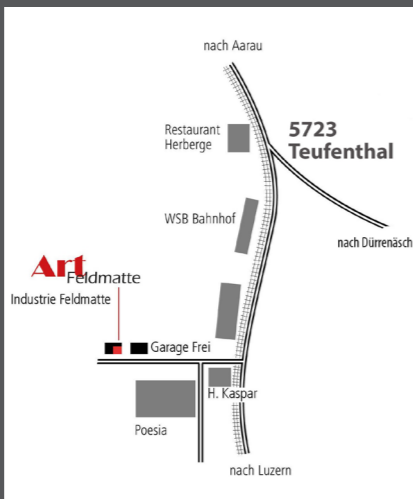 nach Aarau
Restaurant
Herberge
5723
Teufenthal
WSB Bahnhof
nach Dürrenäsch
Art
Feldmatte
Industrie Feldmatte
Garage Frei
H. Kaspar
Poesia
nach Luzern